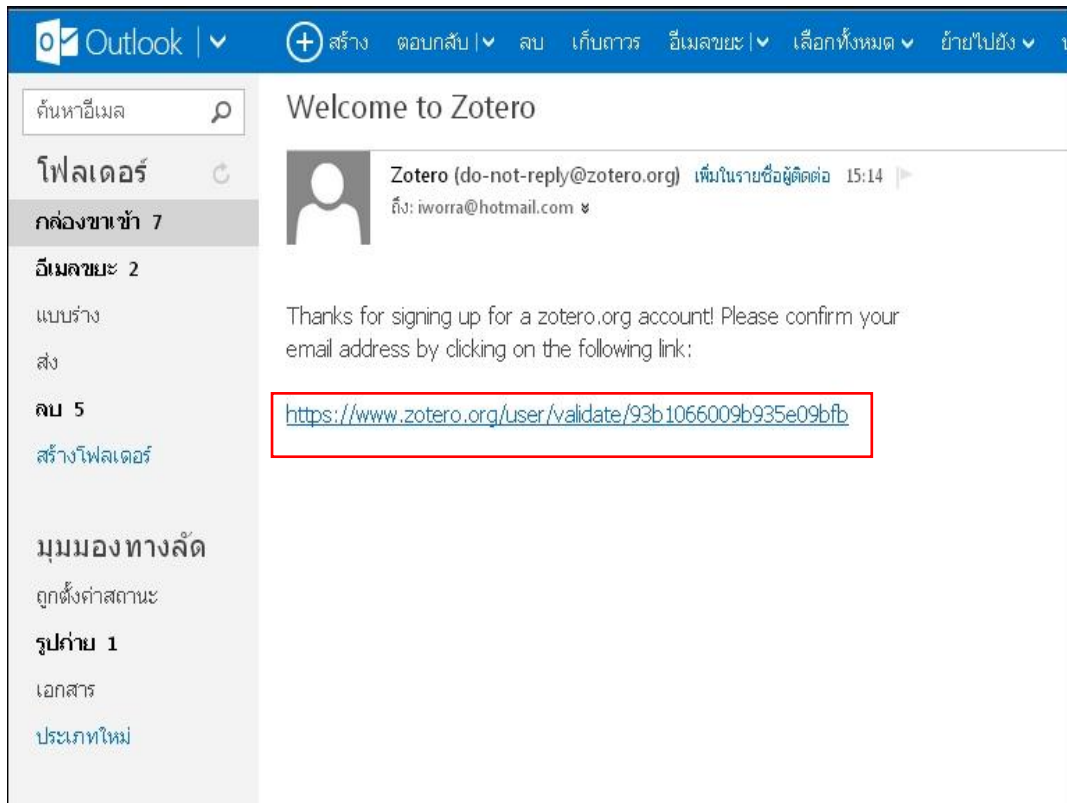 Outlook
สร้าง ตอบกลับ ลบ เก็บถาวร อีเมลขยะ เลือกทั้งหมด ย้ายไปยัง
ค้นหาอีเมล
โฟลเดอร์
กล่องขาเข้า 7
อีเมลขยะ 2
แบบร่าง
ส่ง
ลบ 5
สร้างโฟลเดอร์
มุมมองทางลัด
ถูกตั้งค่าสถานะ
รูปถ่าย 1
เอกสาร
ประเภทใหม่
Welcome to Zotero
Zotero (do-not-reply@zotero.org) เพิ่มในรายชื่อผู้ติดต่อ 15:14
ถึง: iworra@hotmail.com
Thanks for signing up for a zotero.org account! Please confirm your
email address by clicking on the following link:
https://www.zotero.org/user/validate/93b1066009b935e09bfb